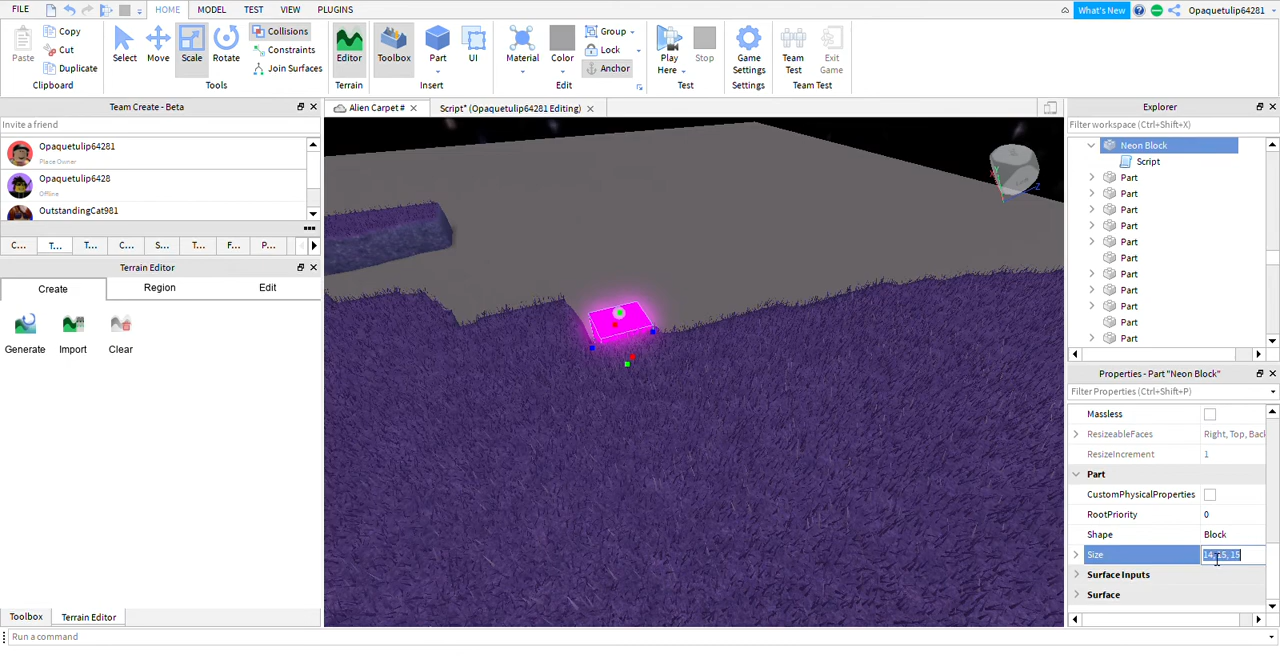 FILE HOME MODEL TEST VIEW PLUGINS What's New Opaquetulip64281
Paste Copy Cut Duplicate
Select Move Scale Rotate
Collisions Constraints Join Surfaces
Editor Toolbox Part UI
Material Color Group Lock Anchor
Play Here Stop Game Settings Team Test Exit Game
Clipboard Tools Terrain Insert Edit Test Settings Team Test
Team Create - Beta
Invite a friend
Opaquetulip64281
Place Owner
Opaquetulip6428
Offline
OutstandingCat981
C... T... T... C... S... T... F... P...
Terrain Editor
Create Region Edit
Generate Import Clear
Toolbox Terrain Editor
Run a command
Alien Carpet # Script* (Opaquetulip64281 Editing)
Explorer
Filter workspace (Ctrl+Shift+X)
Neon Block
Script
Part
Part
Part
Part
Part
Part
Part
Part
Part
Part
Part
Properties - Part "Neon Block"
Filter Properties (Ctrl+Shift+P)
Massless
ResizeableFaces Right, Top, Bac
ResizeIncrement 1
Part
CustomPhysicalProperties
RootPriority 0
Shape Block
Size
Surface Inputs
Surface